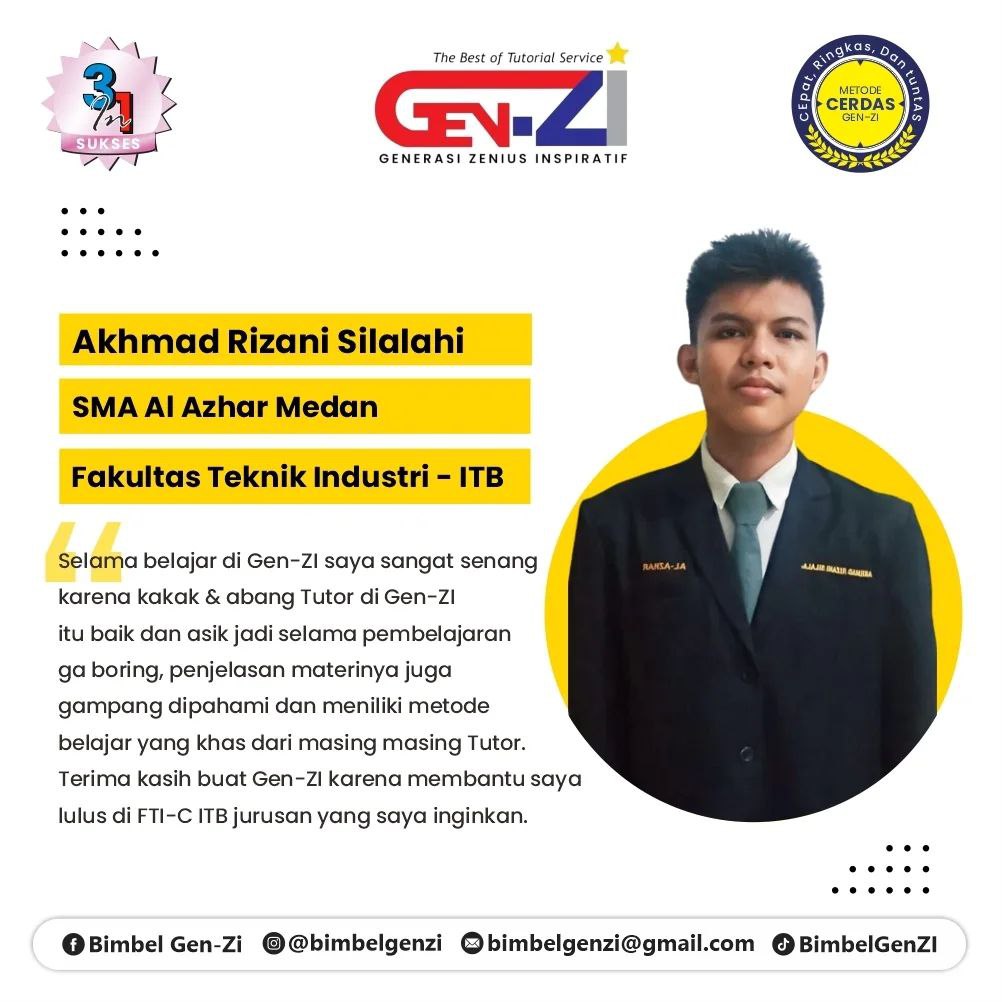 3 in 1
SUKSES
The Best of Tutorial Service
GEN-ZI
GENERASI ZENIUS INSPIRATIF
CEpat, Ringkas, Dan tuntAS
METODE
CERDAS
GEN-ZI
Akhmad Rizani Silalahi
SMA Al Azhar Medan
Fakultas Teknik Industri - ITB
“
Selama belajar di Gen-ZI saya sangat senang
karena kakak & abang Tutor di Gen-ZI
itu baik dan asik jadi selama pembelajaran
ga boring, penjelasan materinya juga
gampang dipahami dan meniliki metode
belajar yang khas dari masing masing Tutor.
Terima kasih buat Gen-ZI karena membantu saya
lulus di FTI-C ITB jurusan yang saya inginkan.
AL-AZHAR
AKHMAD RIZANI SILALA.
Bimbel Gen-Zi @bimbelgenzi bimbelgenzi@gmail.com BimbelGenZI